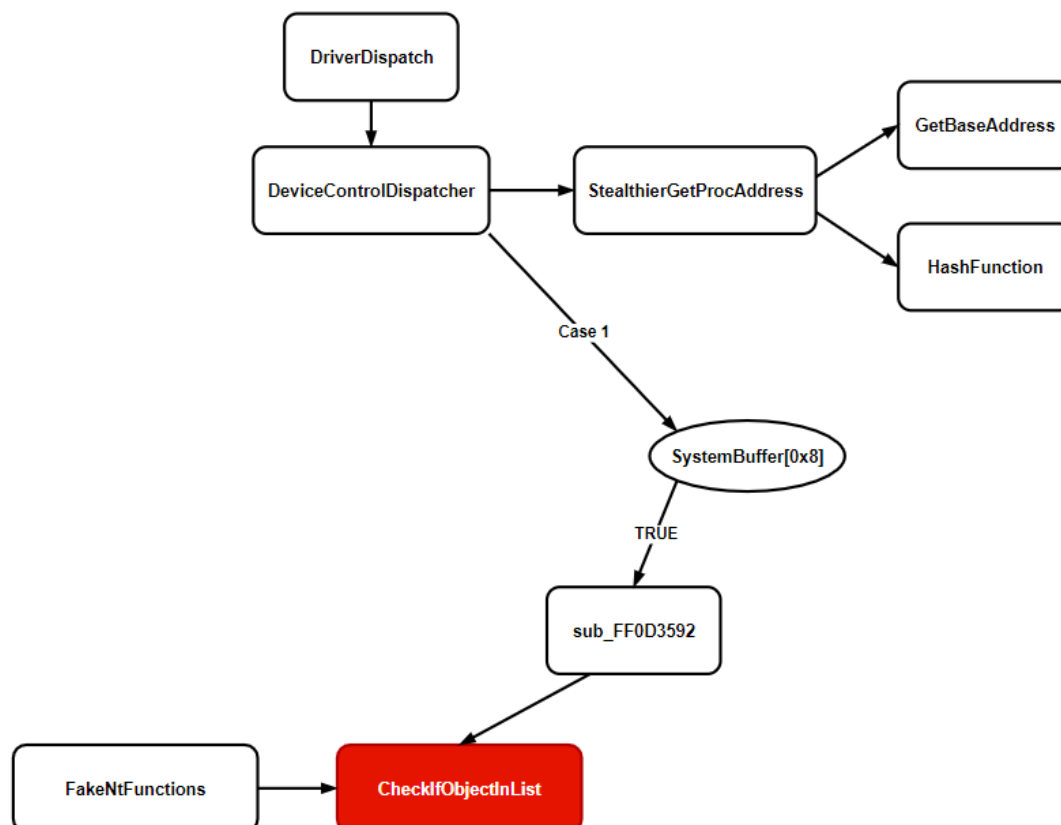 DriverDispatch
GetBaseAddress
DeviceControlDispatcher
StealthierGetProcAddress
HashFunction
Case 1
SystemBuffer[0x8]
TRUE
sub_FF0D3592
FakeNtFunctions
CheckIfObjectInList